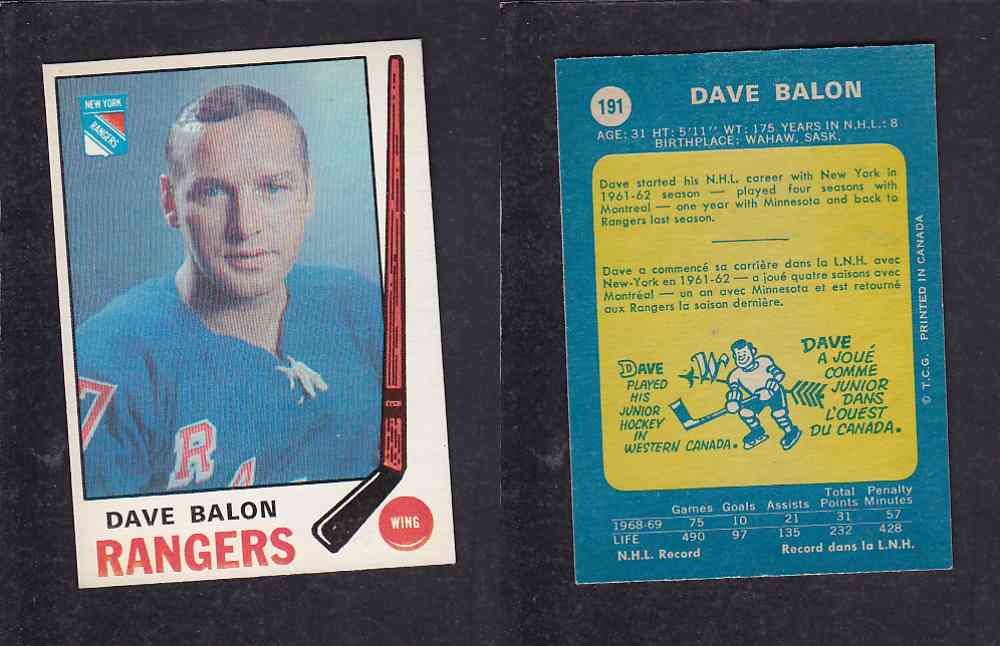 NEW YORK
RANGERS
7
RA
DAVE BALON
RANGERS
WING
191
DAVE BALON
AGE: 31 HT: 5'11" WT: 175 YEARS IN N.H.L.: 8
BIRTHPLACE: WAHAW, SASK.
Dave started his N.H.L. career with New York in
1961-62 season — played four seasons with
Montreal — one year with Minnesota and back to
Rangers last season.
Dave a commencé sa carrière dans la L.N.H. avec
New-York en 1961-62 — a joué quatre saisons avec
Montréal — un an avec Minnesota et est retourné
aux Rangers la saison dernière.
DAVE
PLAYED
HIS
JUNIOR
HOCKEY
IN
WESTERN CANADA.
W
DAVE
A JOUÉ
COMME
JUNIOR
DANS
L'OUEST
DU CANADA.
© T.C.G. PRINTED IN CANADA
Games Goals Assists Total Points Penalty Minutes
1968-69 75 10 21 31 57
LIFE 490 97 135 232 428
N.H.L. Record Record dans la L.N.H.